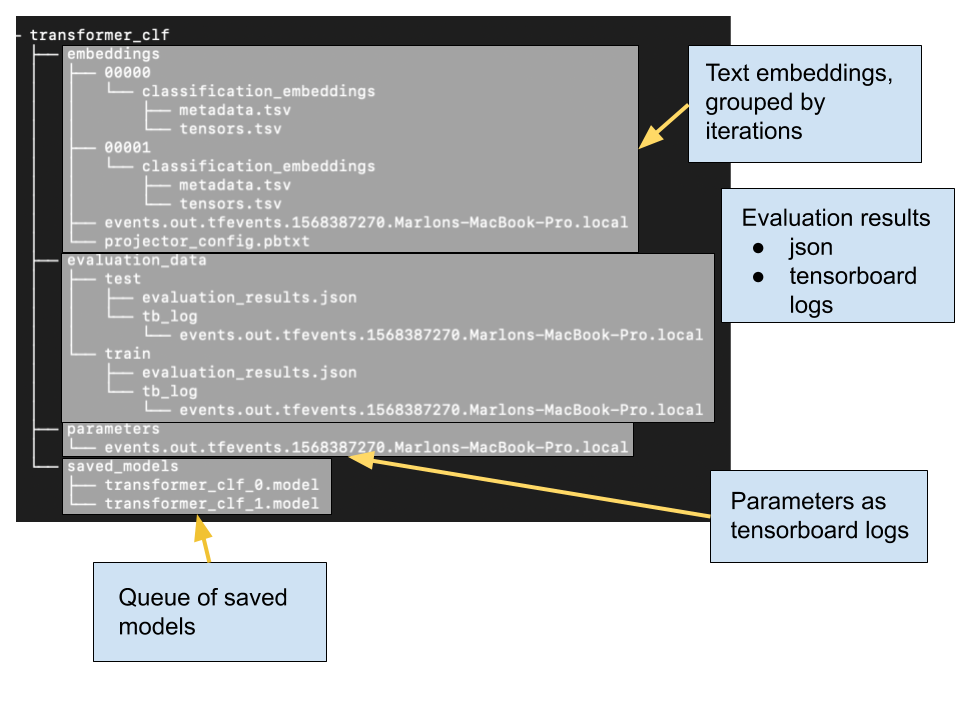 transformer_clf
embeddings
00000
classification_embeddings
metadata.tsv
tensors.tsv
00001
classification_embeddings
metadata.tsv
tensors.tsv
events.out.tfevents.1568387270.Marlons-MacBook-Pro.local
projector_config.pbtxt
evaluation_data
test
evaluation_results.json
tb_log
events.out.tfevents.1568387270.Marlons-MacBook-Pro.local
train
evaluation_results.json
tb_log
events.out.tfevents.1568387270.Marlons-MacBook-Pro.local
parameters
events.out.tfevents.1568387270.Marlons-MacBook-Pro.local
saved_models
transformer_clf_0.model
transformer_clf_1.model
Text embeddings,
grouped by
iterations
Evaluation results
● json
● tensorboard
logs
Parameters as
tensorboard logs
Queue of saved
models